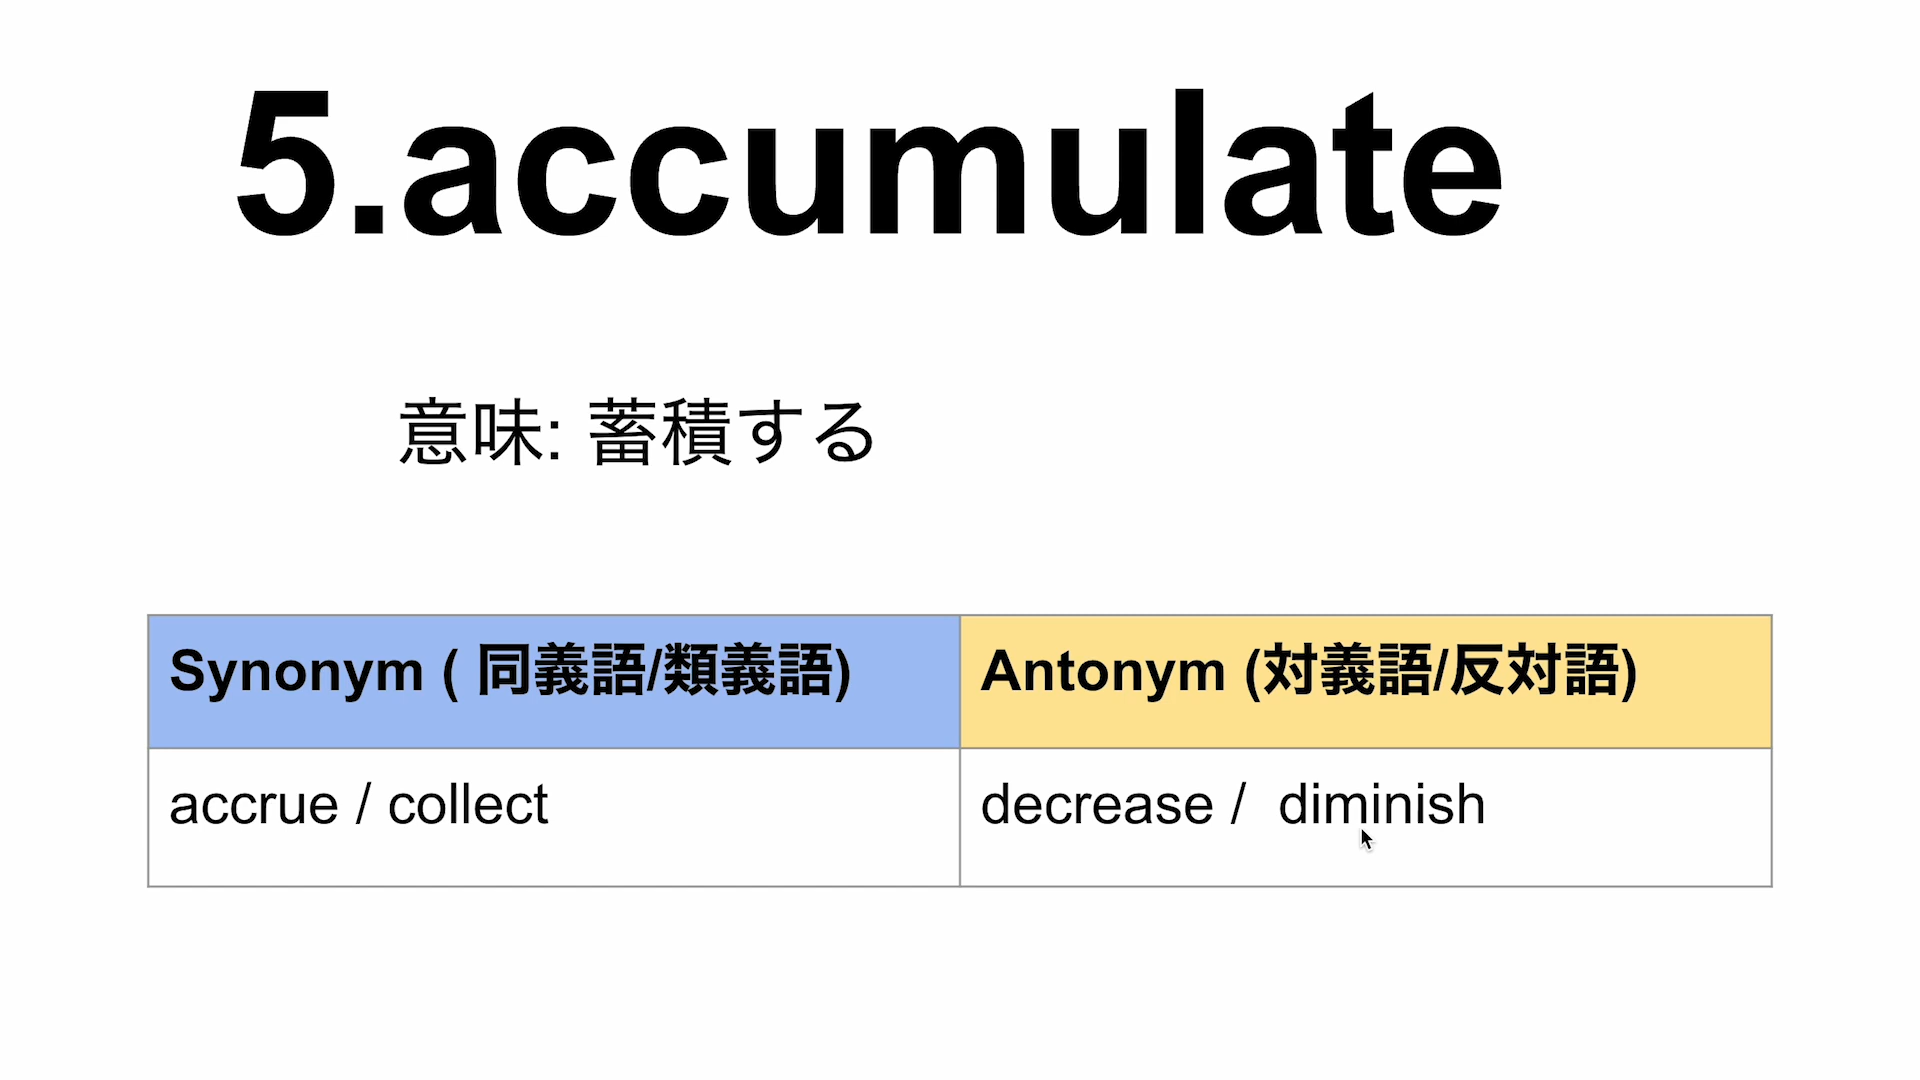 5.accumulate
意味: 蓄積する
Synonym ( 同義語/類義語)
Antonym (対義語/反対語)
accrue / collect
decrease /  diminish